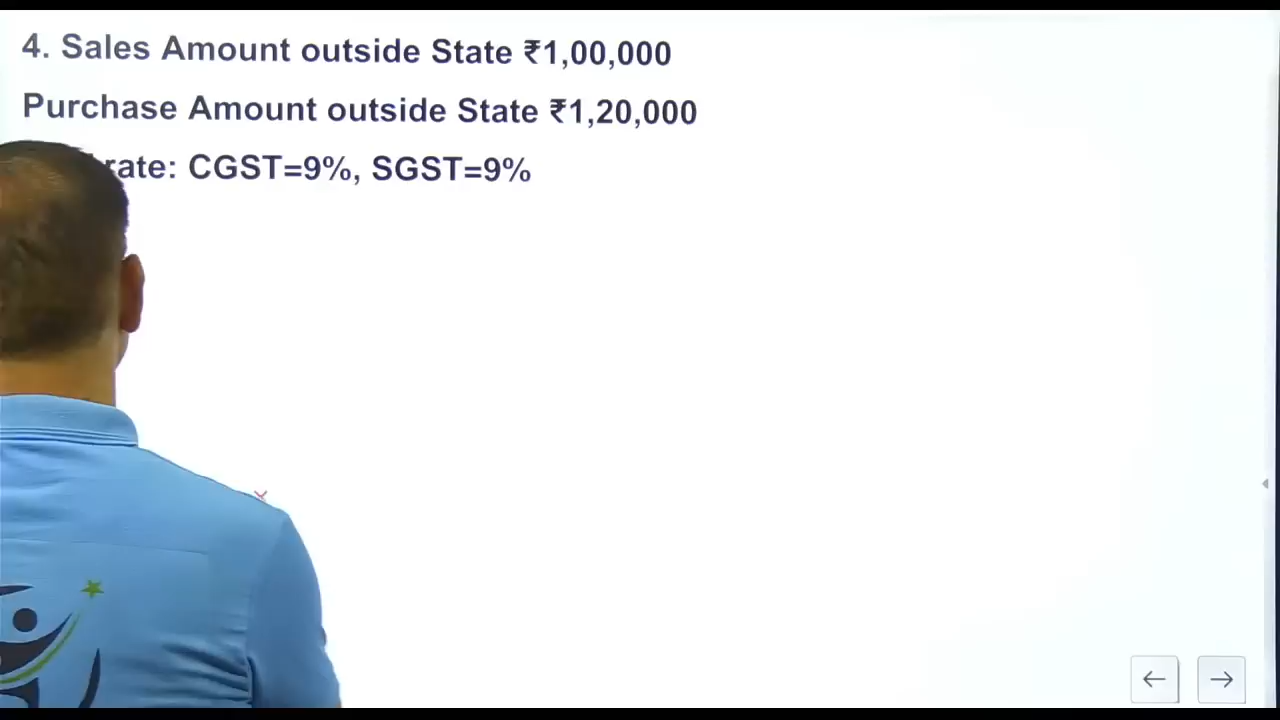 4. Sales Amount outside State ₹1,00,000
Purchase Amount outside State ₹1,20,000
rate: CGST=9%, SGST=9%